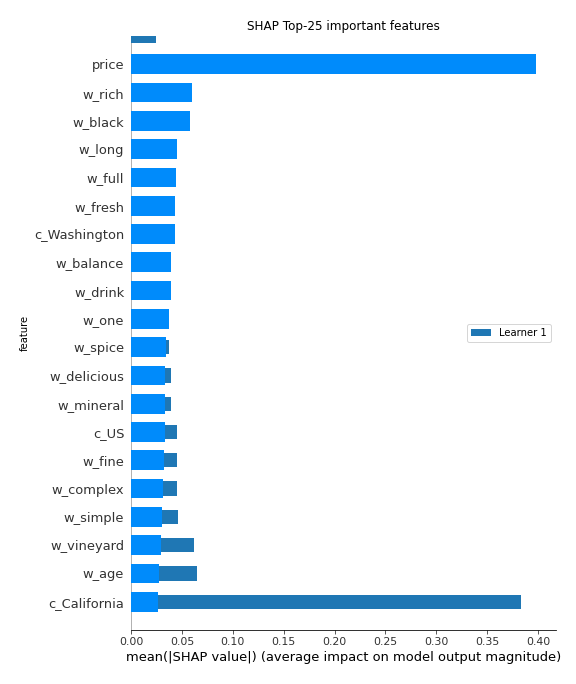 SHAP Top-25 important features
price
w_rich
w_black
w_long
w_full
w_fresh
c_Washington
w_balance
w_drink
w_one
w_spice
w_delicious
w_mineral
c_US
w_fine
w_complex
w_simple
w_vineyard
w_age
c_California
feature
Learner 1
0.00 0.05 0.10 0.15 0.20 0.25 0.30 0.35 0.40
mean(|SHAP value|) (average impact on model output magnitude)